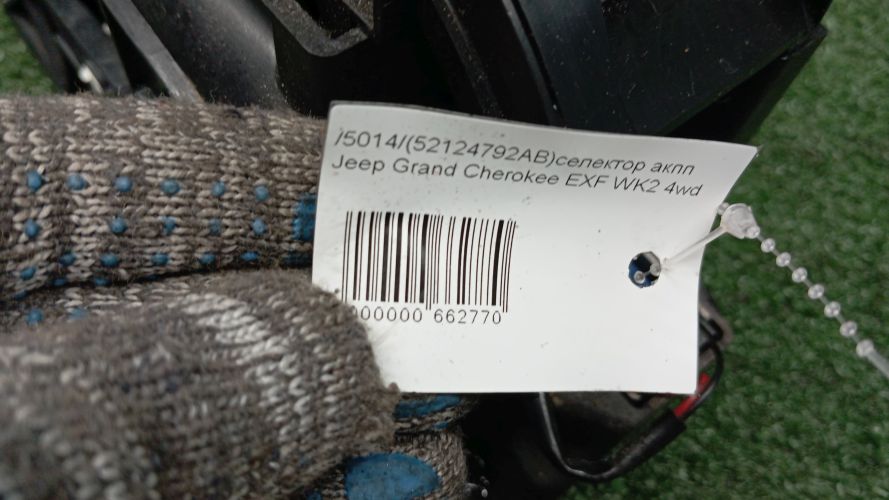 /5014/(52124792AB)селектор акпп
Jeep Grand Cherokee EXF WK2 4wd
000000 662770